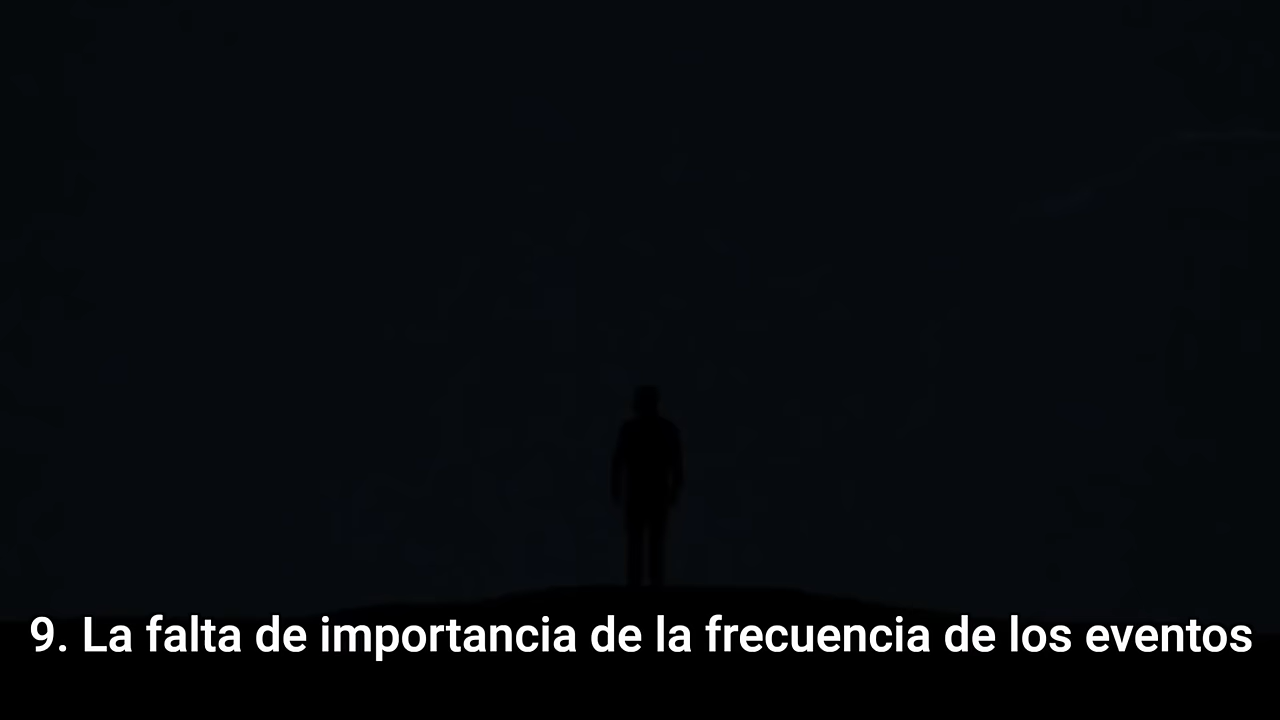 9. La falta de importancia de la frecuencia de los eventos